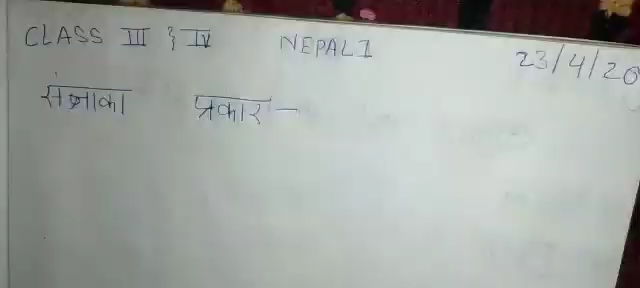 CLASS III & IV NEPALI 23/4/20
संज्ञाका प्रकार –